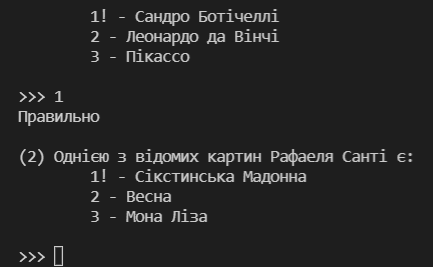 1! - Сандро Ботічеллі
2 - Леонардо да Вінчі
3 - Пікассо
>>> 1
Правильно
(2) Однією з відомих картин Рафаеля Санті є:
1! - Сікстинська Мадонна
2 - Весна
3 - Мона Ліза
>>>